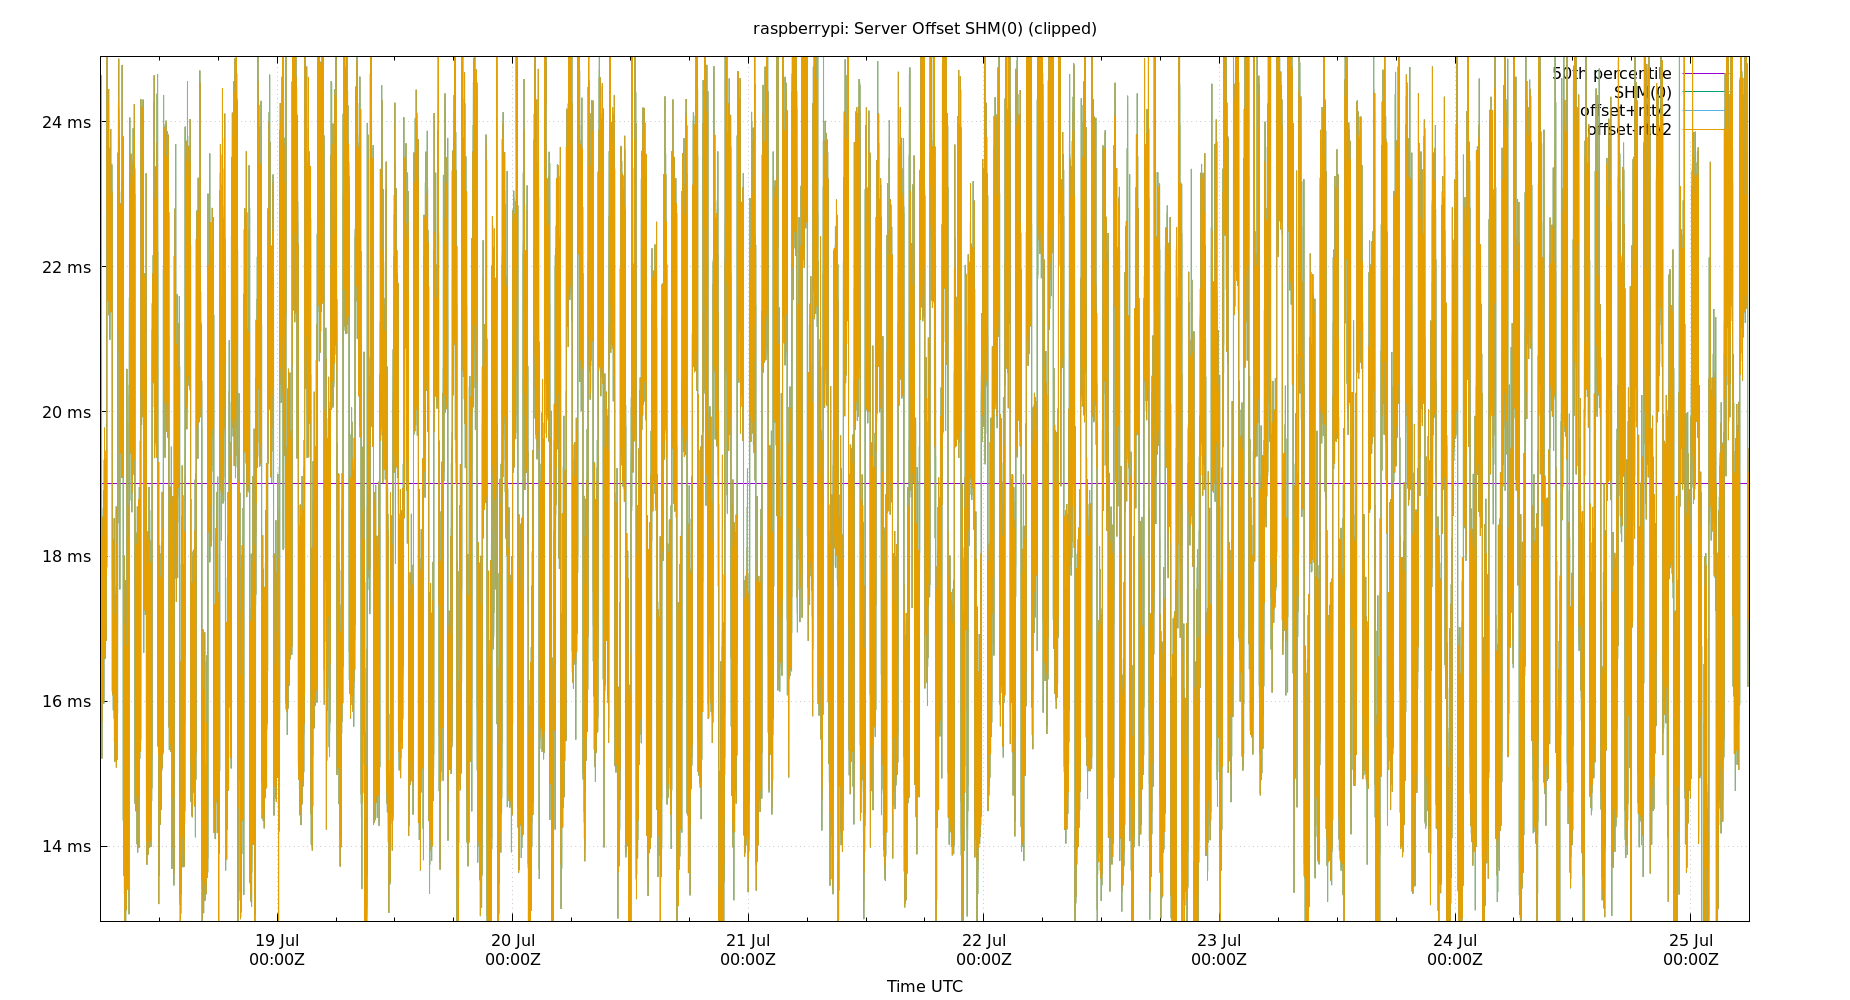 raspberrypi: Server Offset SHM(0) (clipped)
50th percentile
SHM(0)
offset+rtt/2
offset-rtt/2
24 ms
22 ms
20 ms
18 ms
16 ms
14 ms
19 Jul
00:00Z
20 Jul
00:00Z
21 Jul
00:00Z
22 Jul
00:00Z
23 Jul
00:00Z
24 Jul
00:00Z
25 Jul
00:00Z
Time UTC